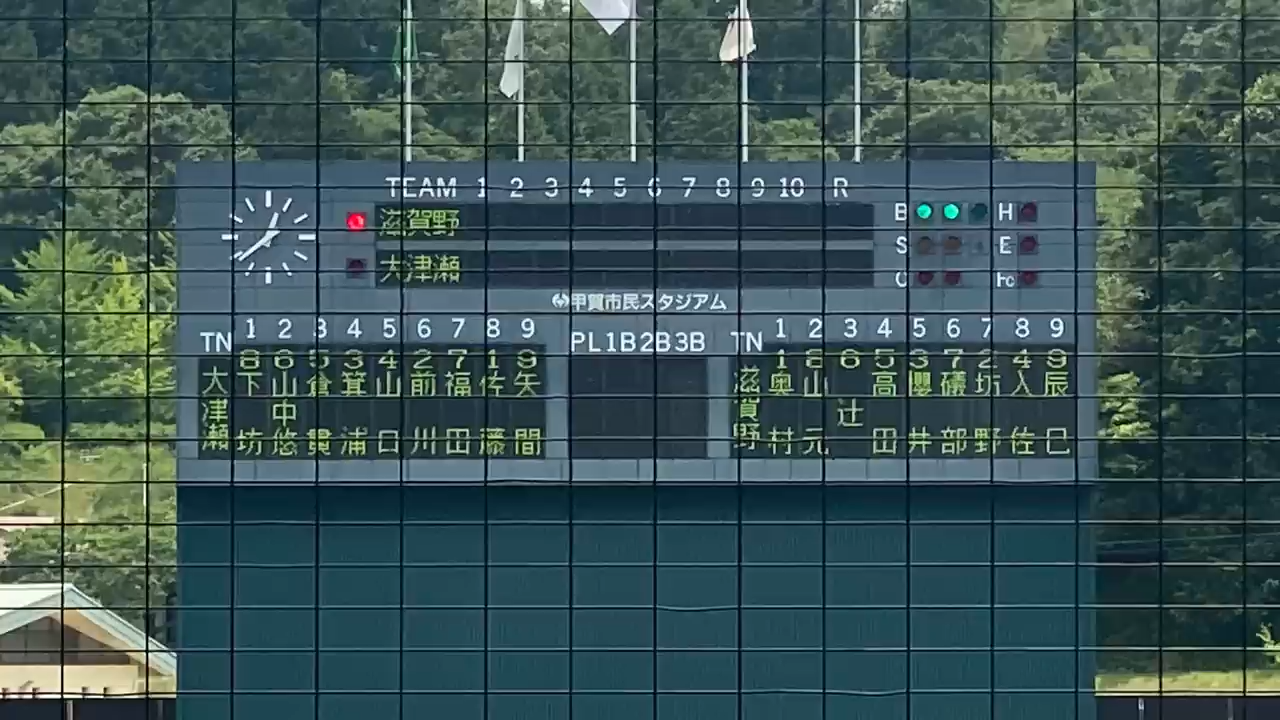 TEAM 1 2 3 4 5 6 7 8 9 10 R
滋賀野
大津瀬
B H
S E
O Fc
甲賀市民スタジアム
TN 1 2 3 4 5 6 7 8 9
8 6 5 3 4 2 7 1 9
大津瀬
下坊
山中悠
倉貫
箕浦
山口
前川
福田
佐藤
矢間
PL 1B 2B 3B
TN 1 2 3 4 5 6 7 8 9
1 8 6 5 3 7 2 4 9
滋賀野
奥村
山元
辻
高田
櫻井
礒部
坊野
入佐
辰巳